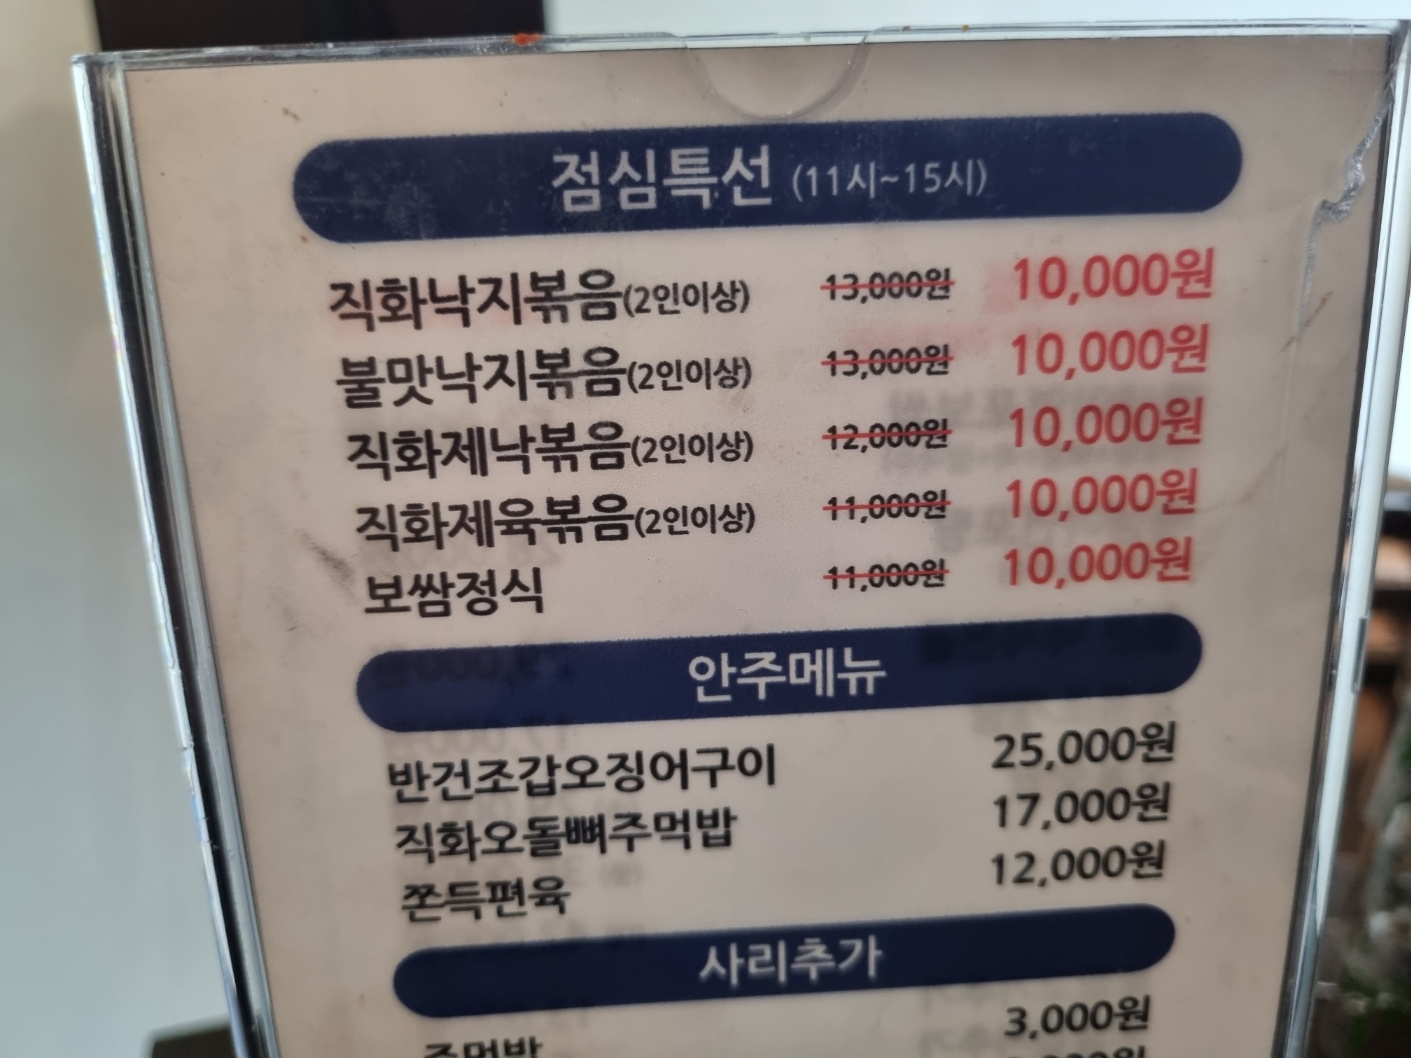 점심특선 (11시~15시)
직화낙지볶음(2인이상) 13,000원 10,000원
불맛낙지볶음(2인이상) 13,000원 10,000원
직화제낙볶음(2인이상) 12,000원 10,000원
직화제육볶음(2인이상) 11,000원 10,000원
보쌈정식 11,000원 10,000원
안주메뉴
반건조갑오징어구이 25,000원
직화오돌뼈주먹밥 17,000원
쫀득편육 12,000원
사리추가
주먹밥 3,000원